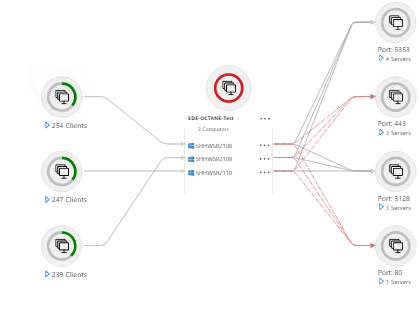 Port: 5353
4 Servers
254 Clients
SDE-OCTANE-Test
3 Computers
Port: 443
3 Servers
SHHWSR2108
SHHWSR2109
SHHWSR2110
247 Clients
Port: 3128
3 Servers
239 Clients
Port: 80
1 Servers